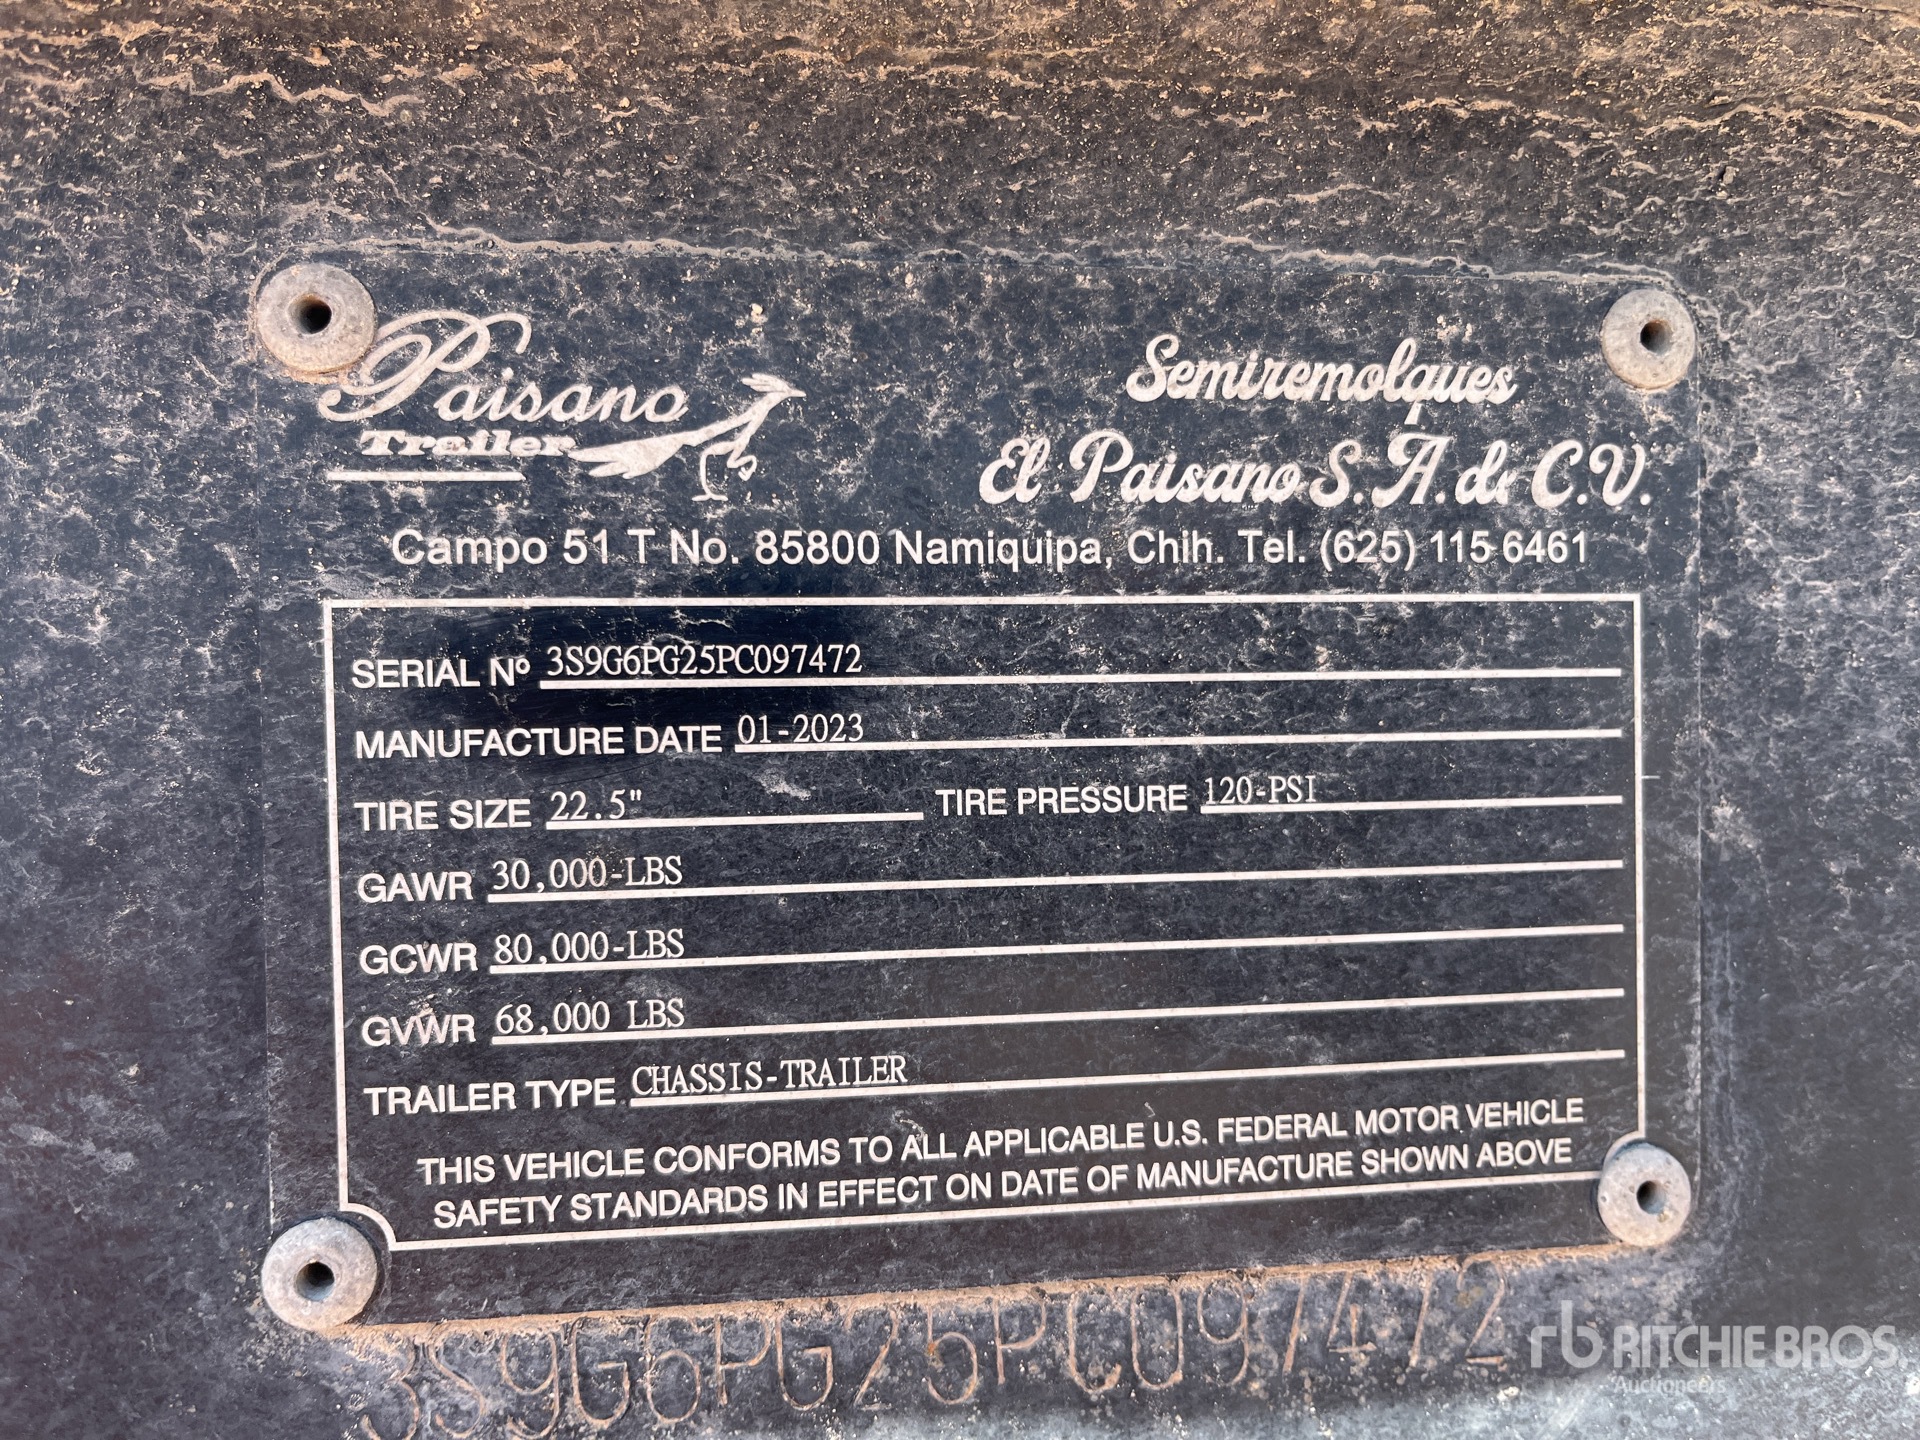 Paisano
Trailer
Semirremolques
El Paisano S.A. de C.V.
Campo 51 T No. 85800 Namiquipa, Chih. Tel. (625) 115-6461
SERIAL Nº 3S9G6PG25PC097472
MANUFACTURE DATE 01-2023
TIRE SIZE 22.5" TIRE PRESSURE 120-PSI
GAWR 30,000-LBS
GCWR 80,000-LBS
GVWR 68,000 LBS
TRAILER TYPE CHASSIS-TRAILER
THIS VEHICLE CONFORMS TO ALL APPLICABLE U.S. FEDERAL MOTOR VEHICLE
SAFETY STANDARDS IN EFFECT ON DATE OF MANUFACTURE SHOWN ABOVE
3S9G6PG25PC097472
rb RITCHIE BROS.
Auctioneers